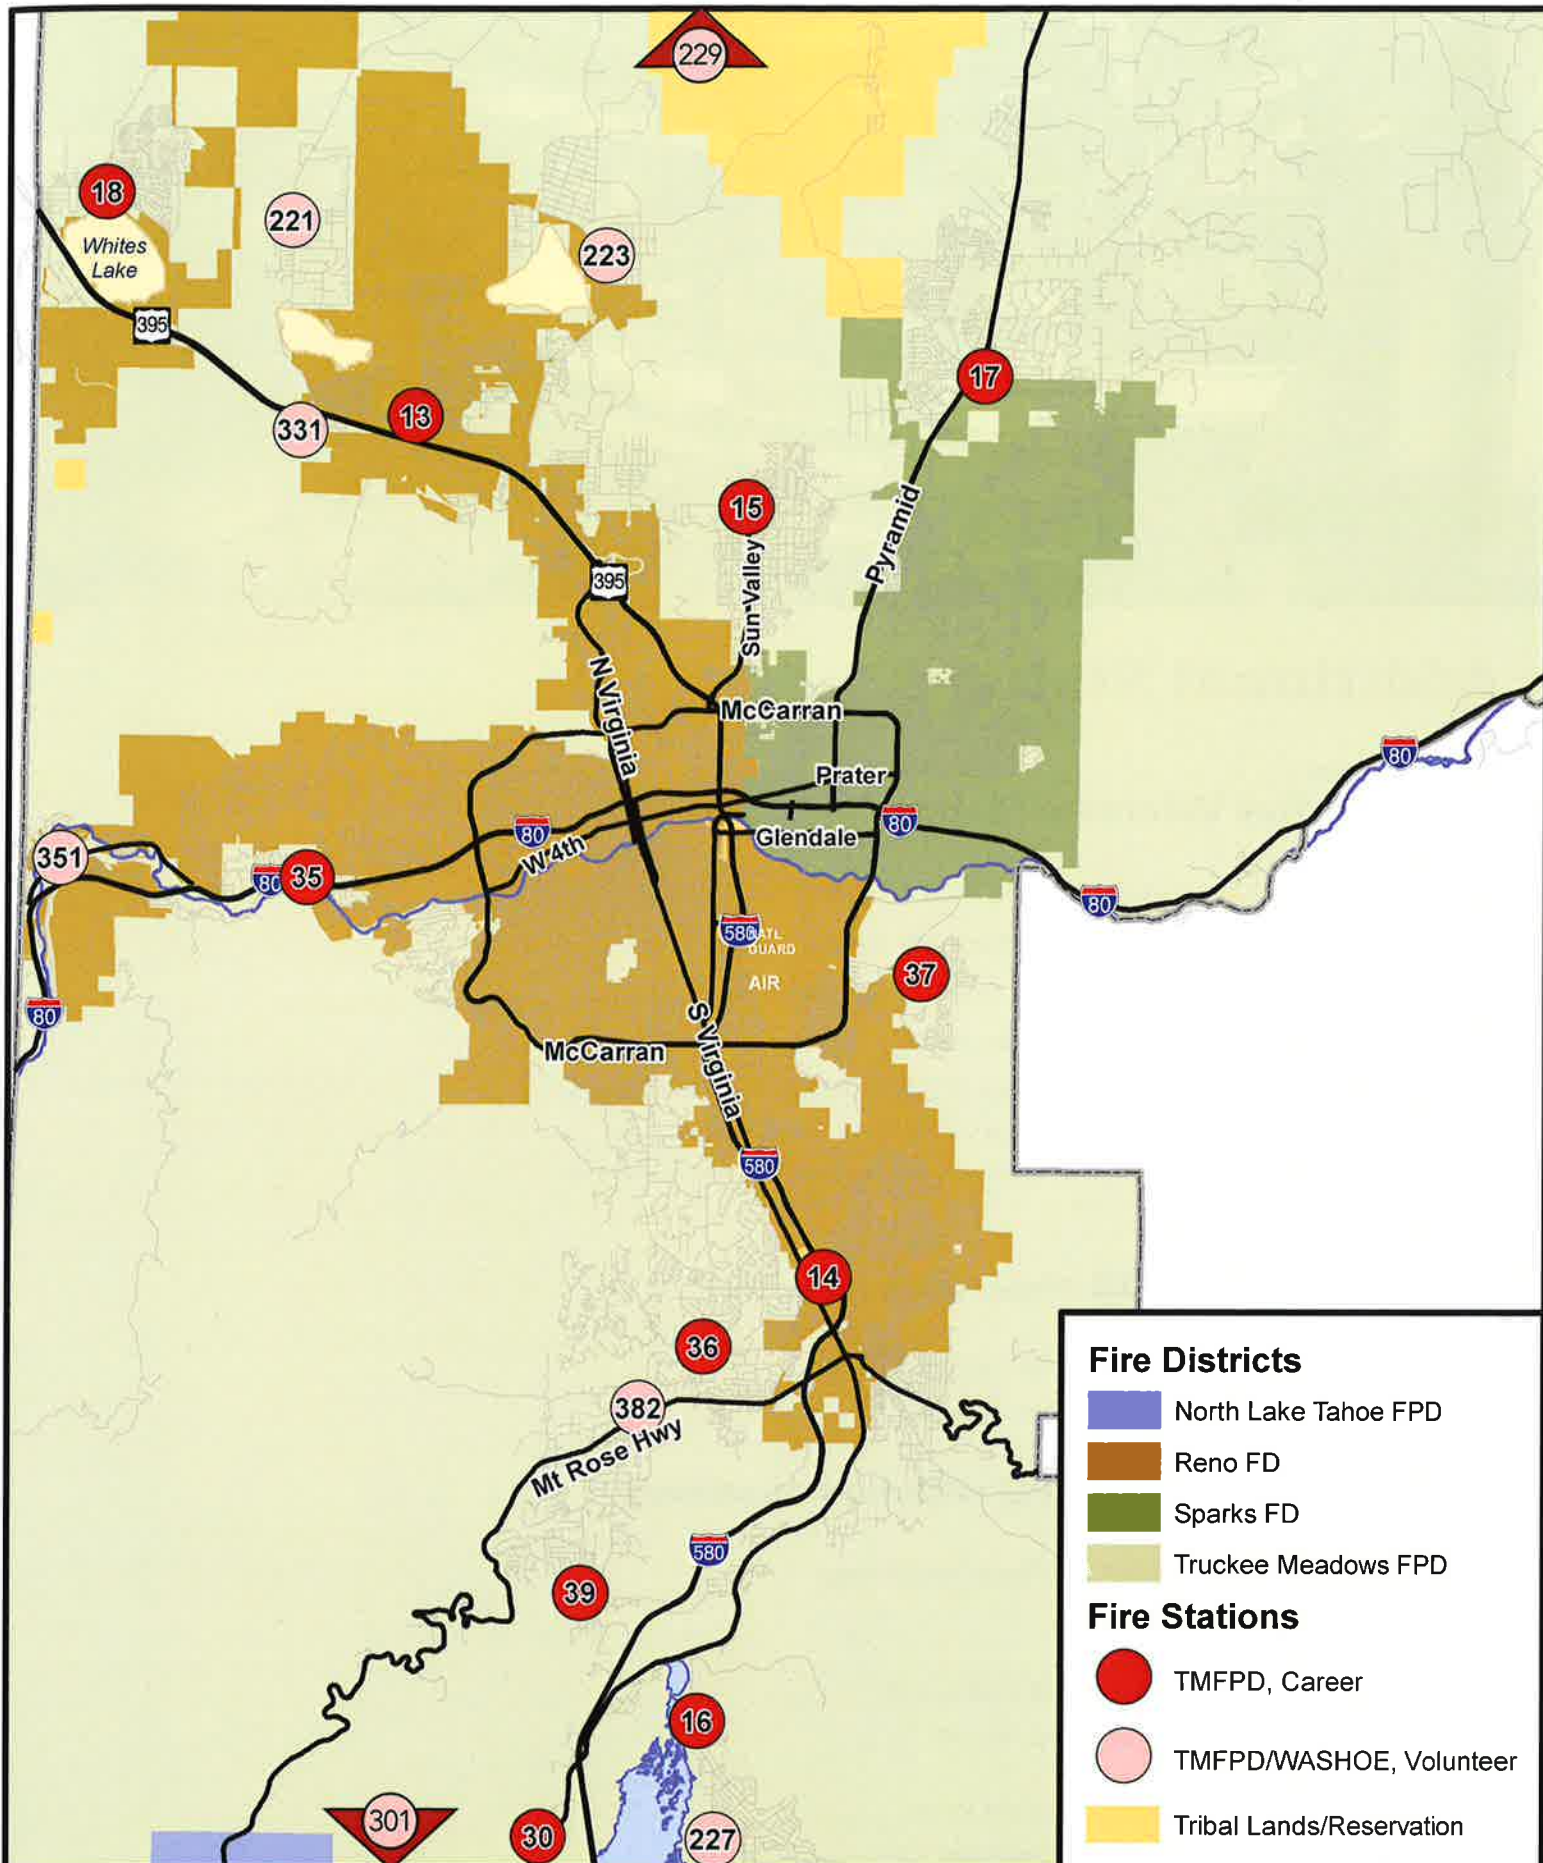 229
18
221
Whites
Lake
223
395
17
13
331
15
Pyramid
Sun Valley
395
N Virginia
McCarran
80
Prater
80
80
Glendale
W 4th
351
80
35
80
580
NATL
GUARD
AIR
37
80
S Virginia
McCarran
580
14
36
382
Mt Rose Hwy
580
39
16
301
30
227
Fire Districts
North Lake Tahoe FPD
Reno FD
Sparks FD
Truckee Meadows FPD
Fire Stations
TMFPD, Career
TMFPD/WASHOE, Volunteer
Tribal Lands/Reservation